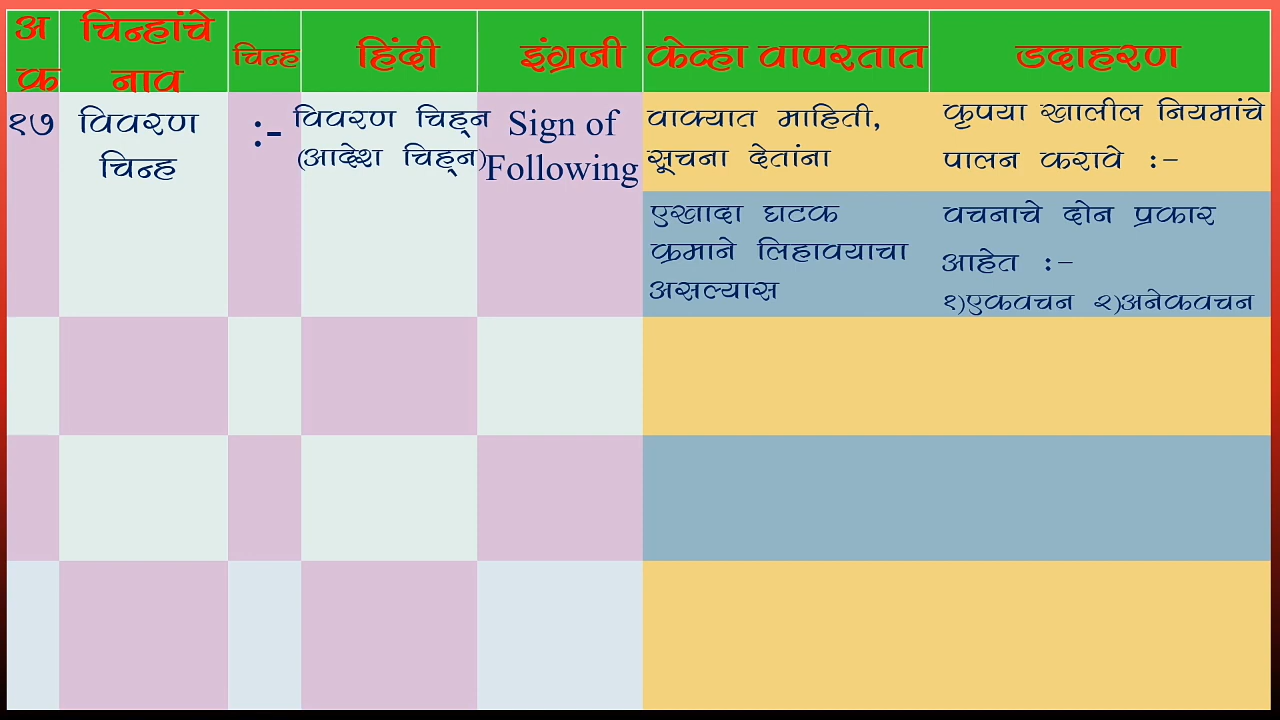 अ क्र चिन्हांचे नाव चिन्ह हिंदी इंग्रजी केव्हा वापरतात उदाहरण
१७ विवरण चिन्ह :- विवरण चिह्न (आदेश चिह्न) Sign of Following
वाक्यात माहिती,
सूचना देतांना
कृपया खालील नियमांचे
पालन करावे :-
एखादा घटक
क्रमाने लिहावयाचा
असल्यास
वचनाचे दोन प्रकार
आहेत :-
१)एकवचन २)अनेकवचन